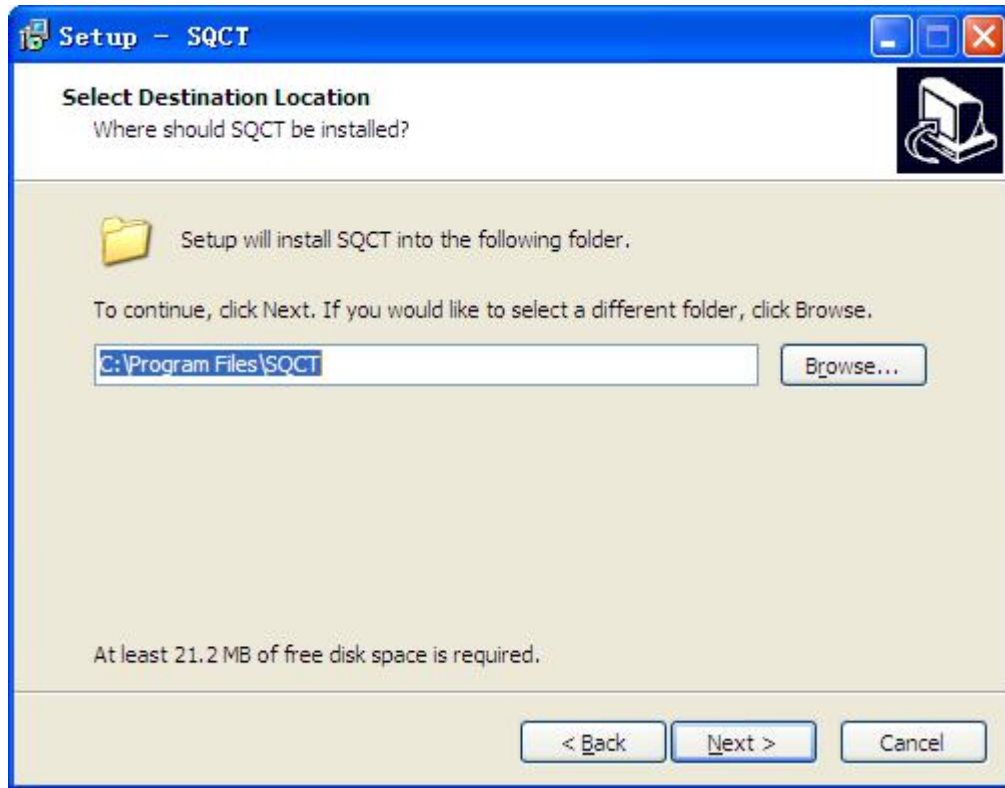 Setup - SQCT
Select Destination Location
Where should SQCT be installed?
Setup will install SQCT into the following folder.
To continue, click Next. If you would like to select a different folder, click Browse.
C:\Program Files\SQCT
Browse...
At least 21.2 MB of free disk space is required.
< Back
Next >
Cancel